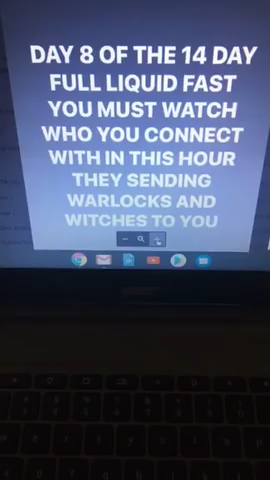 DAY 8 OF THE 14 DAY
FULL LIQUID FAST
YOU MUST WATCH
WHO YOU CONNECT
WITH IN THIS HOUR
THEY SENDING
WARLOCKS AND
WITCHES TO YOU